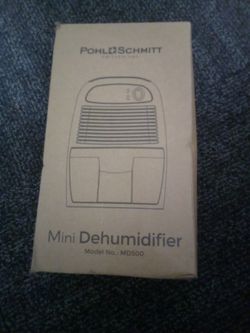 POHL SCHMITT
Mini Dehumidifier
Model No.: MD500